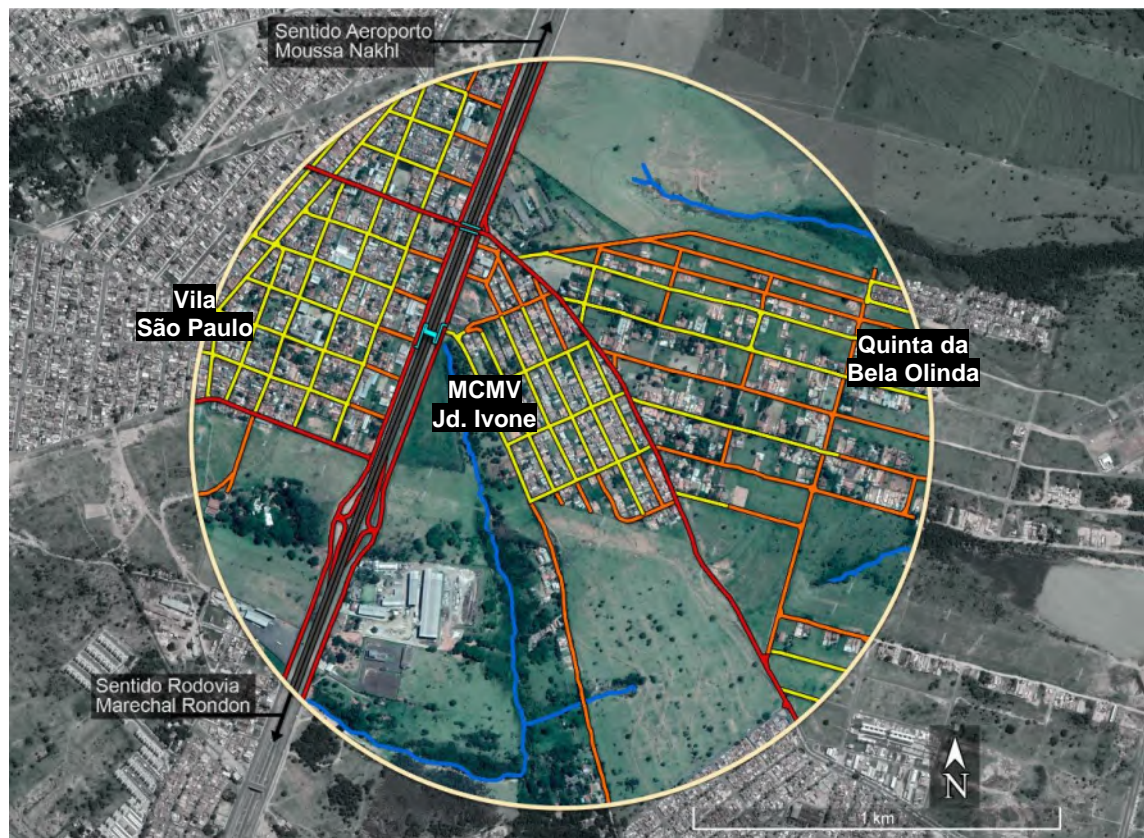 Sentido Aeroporto
Moussa Nakhl
Vila
São Paulo
Quinta da
Bela Olinda
MCMV
Jd. Ivone
Sentido Rodovia
Marechal Rondon
N
1 km